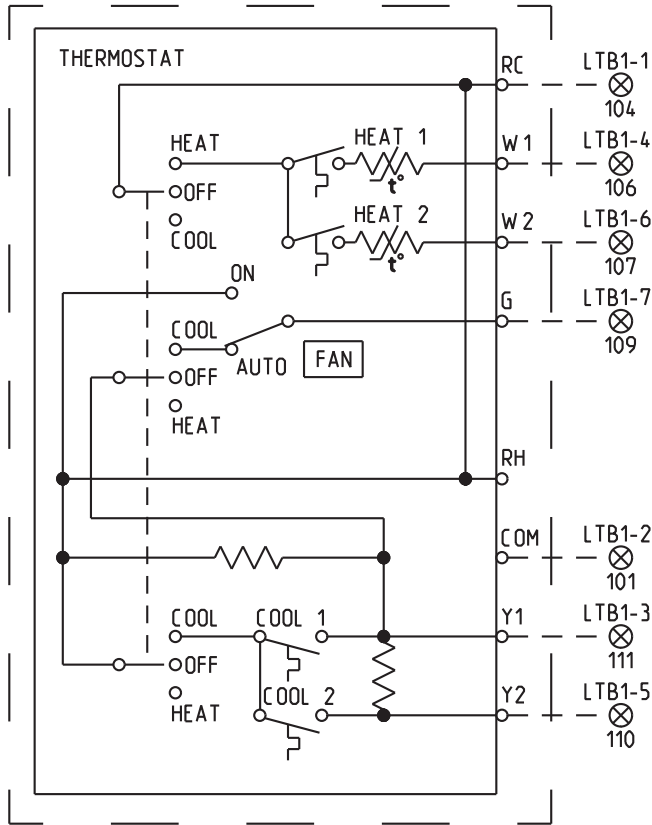 THERMOSTAT
RC
LTB1-1
104
HEAT
HEAT 1
W1
LTB1-4
OFF
t°
106
COOL
HEAT 2
W2
LTB1-6
t°
107
ON
G
LTB1-7
COOL
109
AUTO
FAN
OFF
HEAT
RH
COM
LTB1-2
101
COOL
COOL 1
Y1
LTB1-3
OFF
111
COOL 2
Y2
LTB1-5
HEAT
110